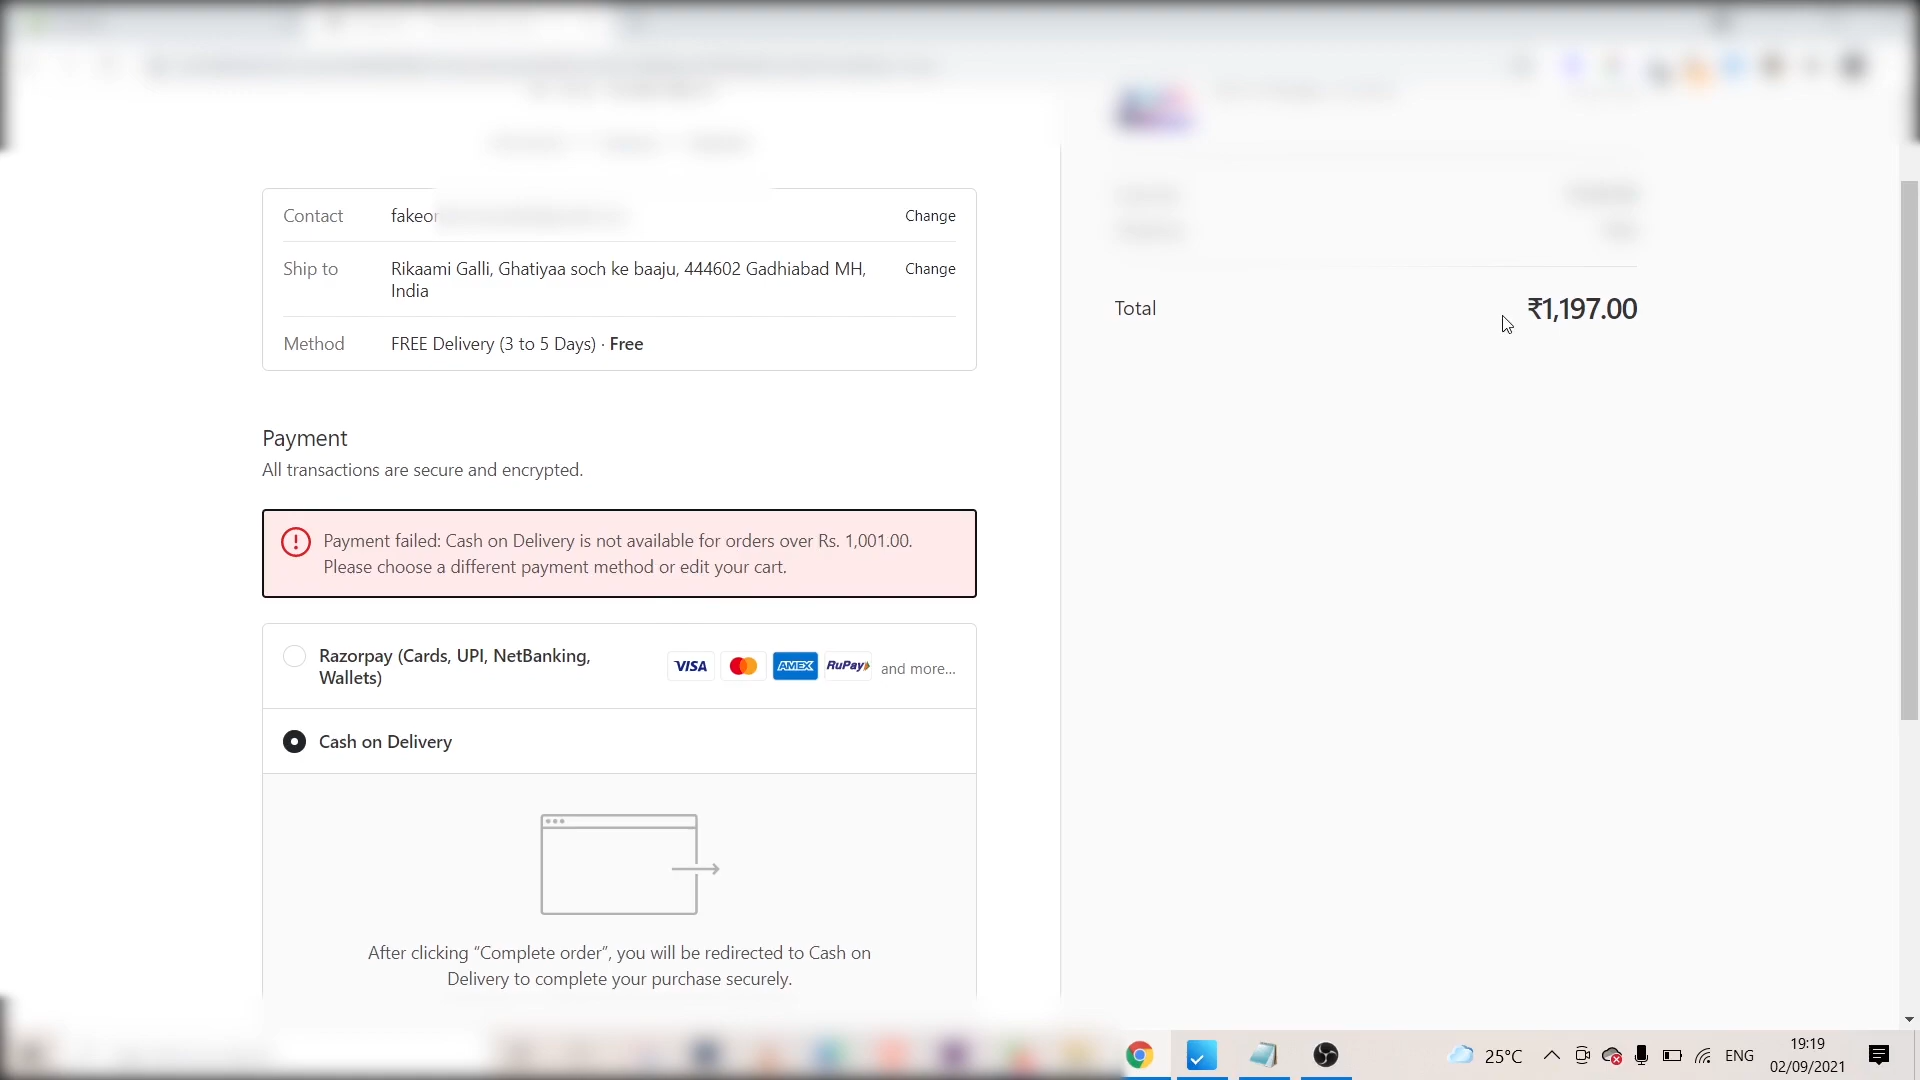 Contact fakeor Change
Ship to Rikaami Galli, Ghatiyaa soch ke baaju, 444602 Gadhiabad MH, Change
India
Method FREE Delivery (3 to 5 Days) · Free
Total ₹1,197.00
Payment
All transactions are secure and encrypted.
Payment failed: Cash on Delivery is not available for orders over Rs. 1,001.00.
Please choose a different payment method or edit your cart.
Razorpay (Cards, UPI, NetBanking,
Wallets)
VISA AMEX RuPay and more...
Cash on Delivery
After clicking “Complete order”, you will be redirected to Cash on
Delivery to complete your purchase securely.
25°C ENG 19:19
02/09/2021